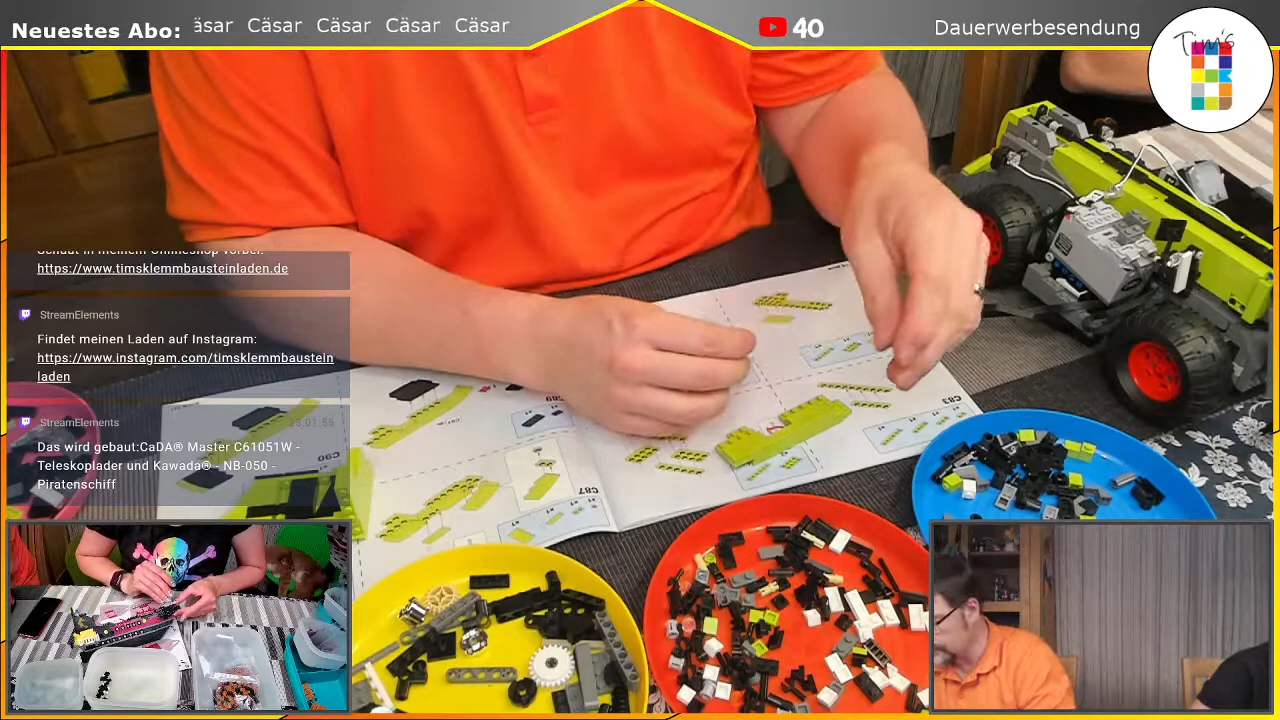 Neuestes Abo: äsar Cäsar Cäsar Cäsar Cäsar
40
Dauerwerbesendung
Tim's
https://www.timsklemmbausteinladen.de
StreamElements
Findet meinen Laden auf Instagram:
https://www.instagram.com/timsklemmbaustein
laden
StreamElements
Das wird gebaut:CaDA® Master C61051W -
Teleskoplader und Kawada® - NB-050 -
Piratenschiff
C90
C89
C87
C83